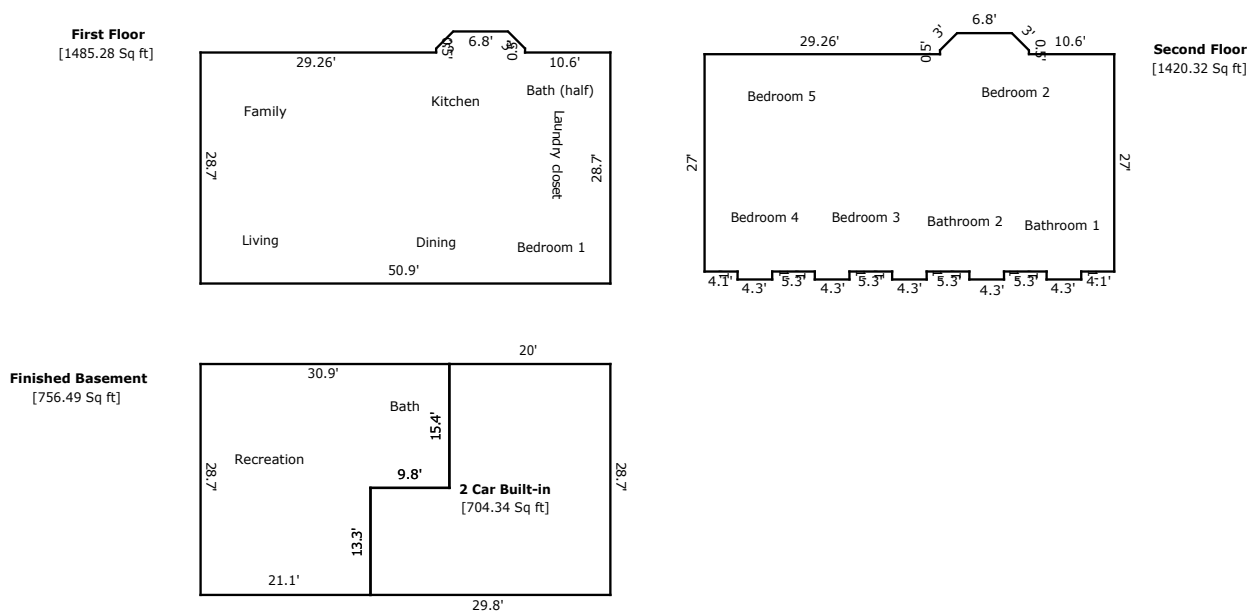 First Floor
[1485.28 Sq ft]
6.8'
3'
0.5'
29.26'
10.6'
Family
Kitchen
Bath (half)
Laundry closet
28.7'
28.7'
Living
Dining
Bedroom 1
50.9'
Second Floor
[1420.32 Sq ft]
6.8'
3'
3'
0.5'
0.5'
29.26'
10.6'
Bedroom 5
Bedroom 2
27'
27'
Bedroom 4
Bedroom 3
Bathroom 2
Bathroom 1
4.1'
4.3'
5.3'
4.3'
5.3'
4.3'
5.3'
4.3'
5.3'
4.3'
4.1'
Finished Basement
[756.49 Sq ft]
30.9'
20'
Bath
15.4'
Recreation
28.7'
28.7'
9.8'
2 Car Built-in
[704.34 Sq ft]
13.3'
21.1'
29.8'